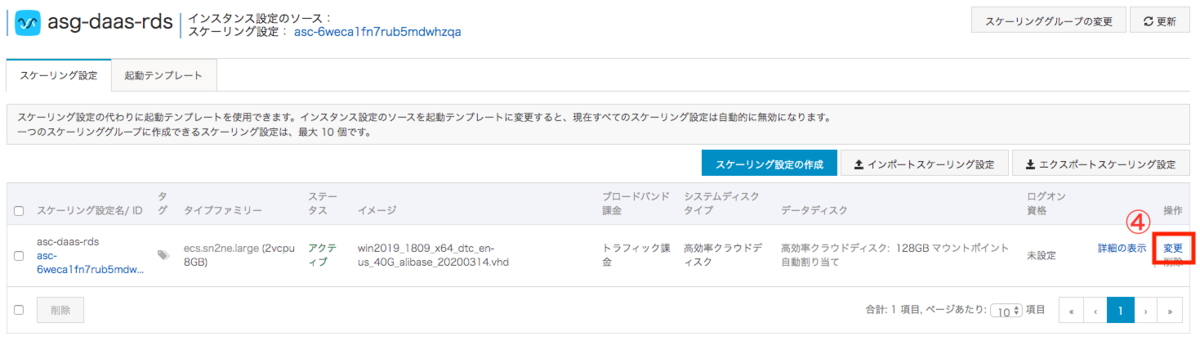 asg-daas-rds
インスタンス設定のソース：
スケーリング設定： asc-6weca1fn7rub5mdwhzqa
スケーリンググループの変更
更新
スケーリング設定
起動テンプレート
スケーリング設定の代わりに起動テンプレートを使用できます。インスタンス設定のソースを起動テンプレートに変更すると、現在すべてのスケーリング設定は自動的に無効になります。
一つのスケーリンググループに作成できるスケーリング設定は、最大 10 個です。
スケーリング設定の作成
インポートスケーリング設定
エクスポートスケーリング設定
スケーリング設定名/ ID
タ
グ
タイプファミリー
ステー
タス
イメージ
ブロードバンド
課金
システムディスク
タイプ
データディスク
ログオン
資格
操作
④
asc-daas-rds
asc-
6weca1fn7rub5mdw...
ecs.sn2ne.large (2vcpu
8GB)
アクテ
ィブ
win2019_1809_x64_dtc_en-
us_40G_alibase_20200314.vhd
トラフィック課
金
高効率クラウドデ
ィスク
高効率クラウドディスク: 128GB マウントポイント
自動割り当て
未設定
詳細の表示
変更
削除
削除
合計: 1 項目, ページあたり: 10 項目
« ‹ 1 › »